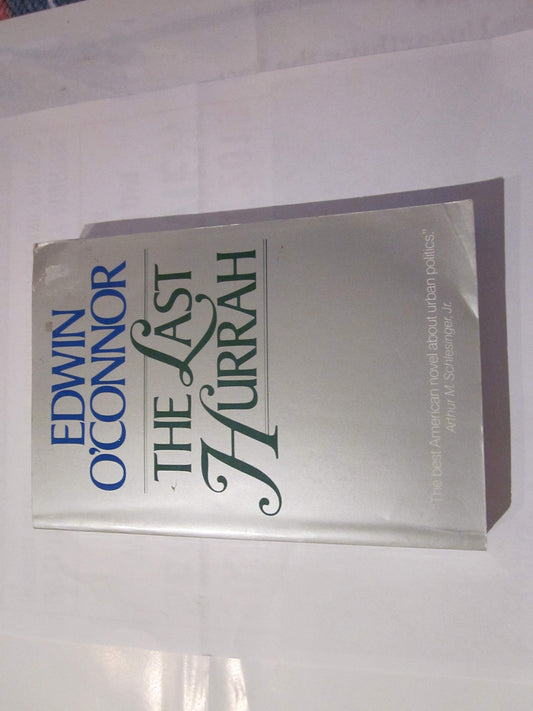 EDWIN
O'CONNOR
THE LAST
HURRAH
"The best American novel about urban politics."
Arthur M. Schlesinger, Jr.